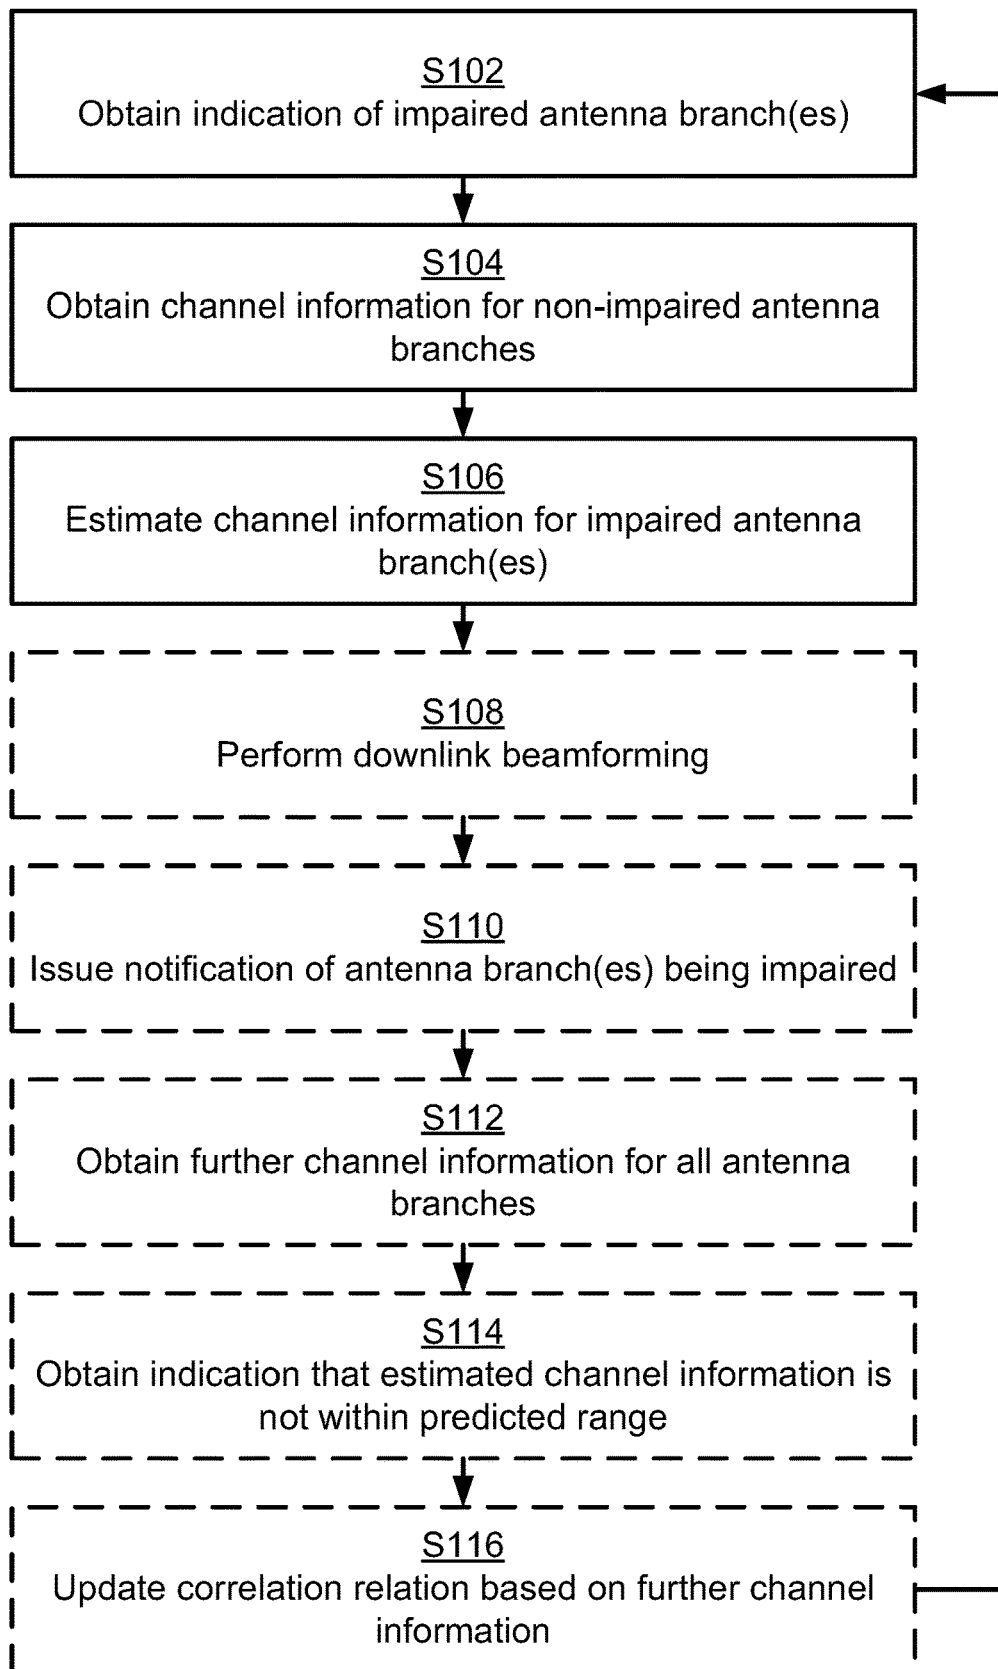 S102
Obtain indication of impaired antenna branch(es)
S104
Obtain channel information for non-impaired antenna
branches
S106
Estimate channel information for impaired antenna
branch(es)
S108
Perform downlink beamforming
S110
Issue notification of antenna branch(es) being impaired
S112
Obtain further channel information for all antenna
branches
S114
Obtain indication that estimated channel information is
not within predicted range
S116
Update correlation relation based on further channel
information